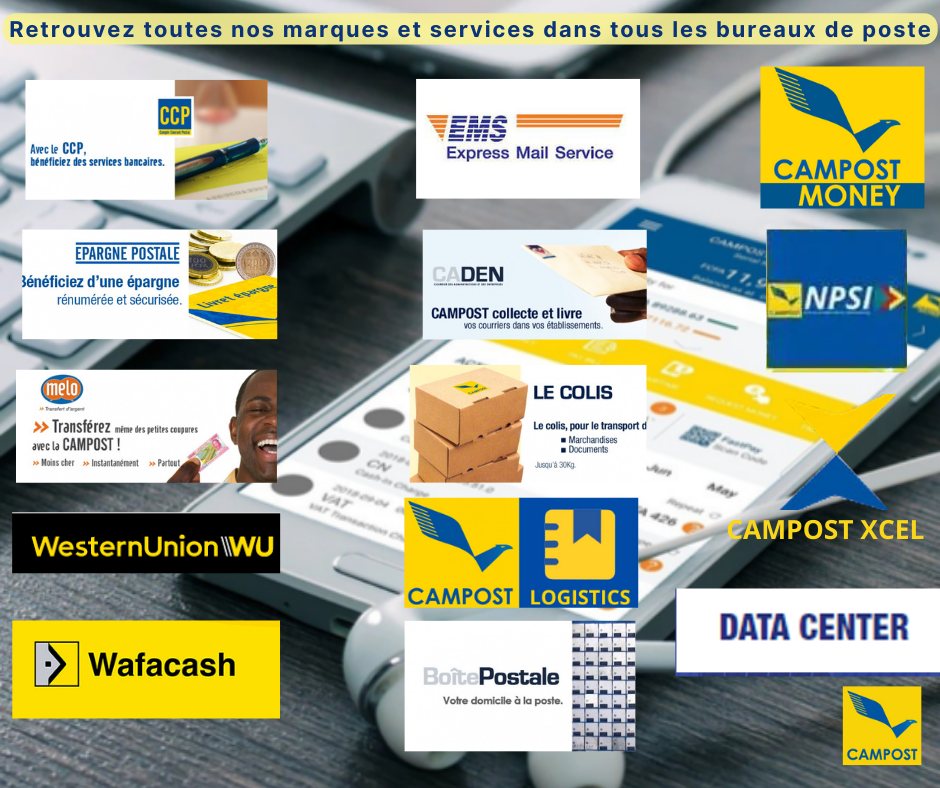 Retrouvez toutes nos marques et services dans tous les bureaux de poste
CCP
Avec le CCP,
bénéficiez des services bancaires.
EPARGNE POSTALE
Bénéficiez d’une épargne
rénumérée et sécurisée.
Livret épargne
melo
Transfert d'argent
Transférez même des petites coupures
avec la CAMPOST !
Moins cher Instantanément Partout
WesternUnion WU
Wafacash
EMS
Express Mail Service
CADEN
CAMPOST collecte et livre
vos courriers dans vos établissements.
LE COLIS
Le colis, pour le transport d
Marchandises
Documents
Jusqu'à 30Kg.
CAMPOST LOGISTICS
BoîtePostale
Votre domicile à la poste.
CAMPOST
MONEY
NPSI
CAMPOST XCEL
DATA CENTER
CAMPOST